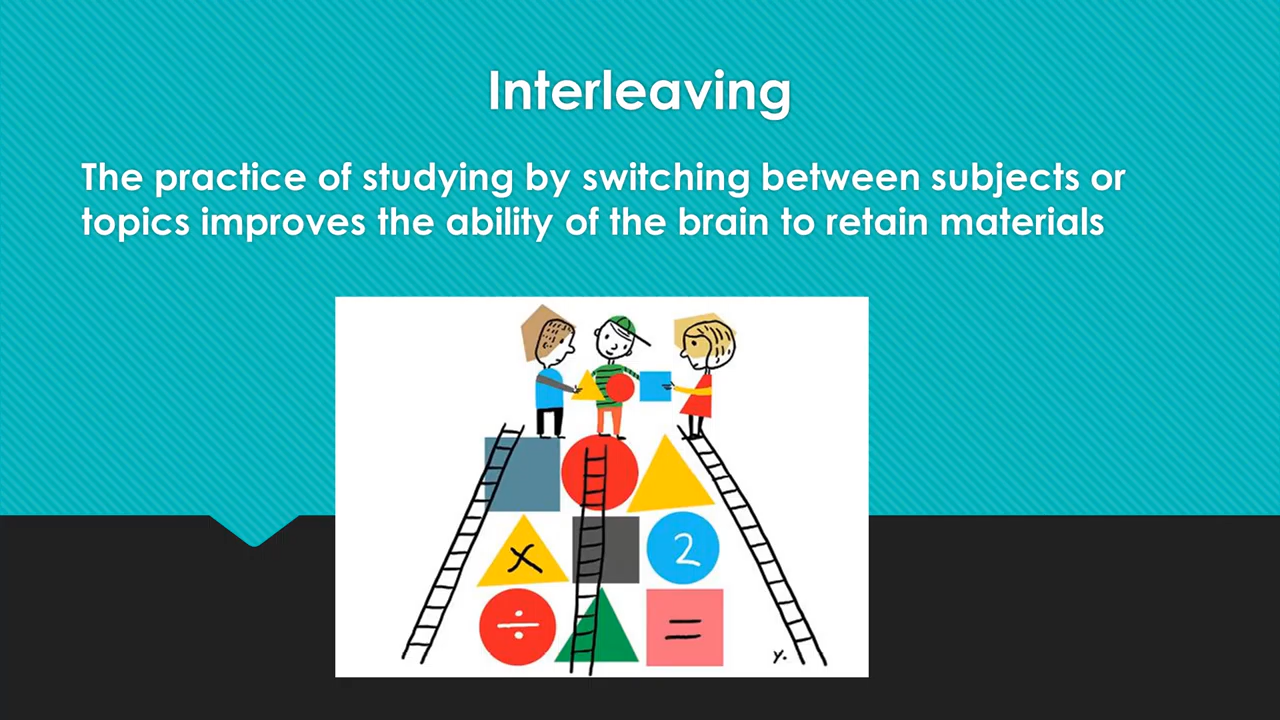 Interleaving
The practice of studying by switching between subjects or
topics improves the ability of the brain to retain materials
x
2
÷
=
Y.